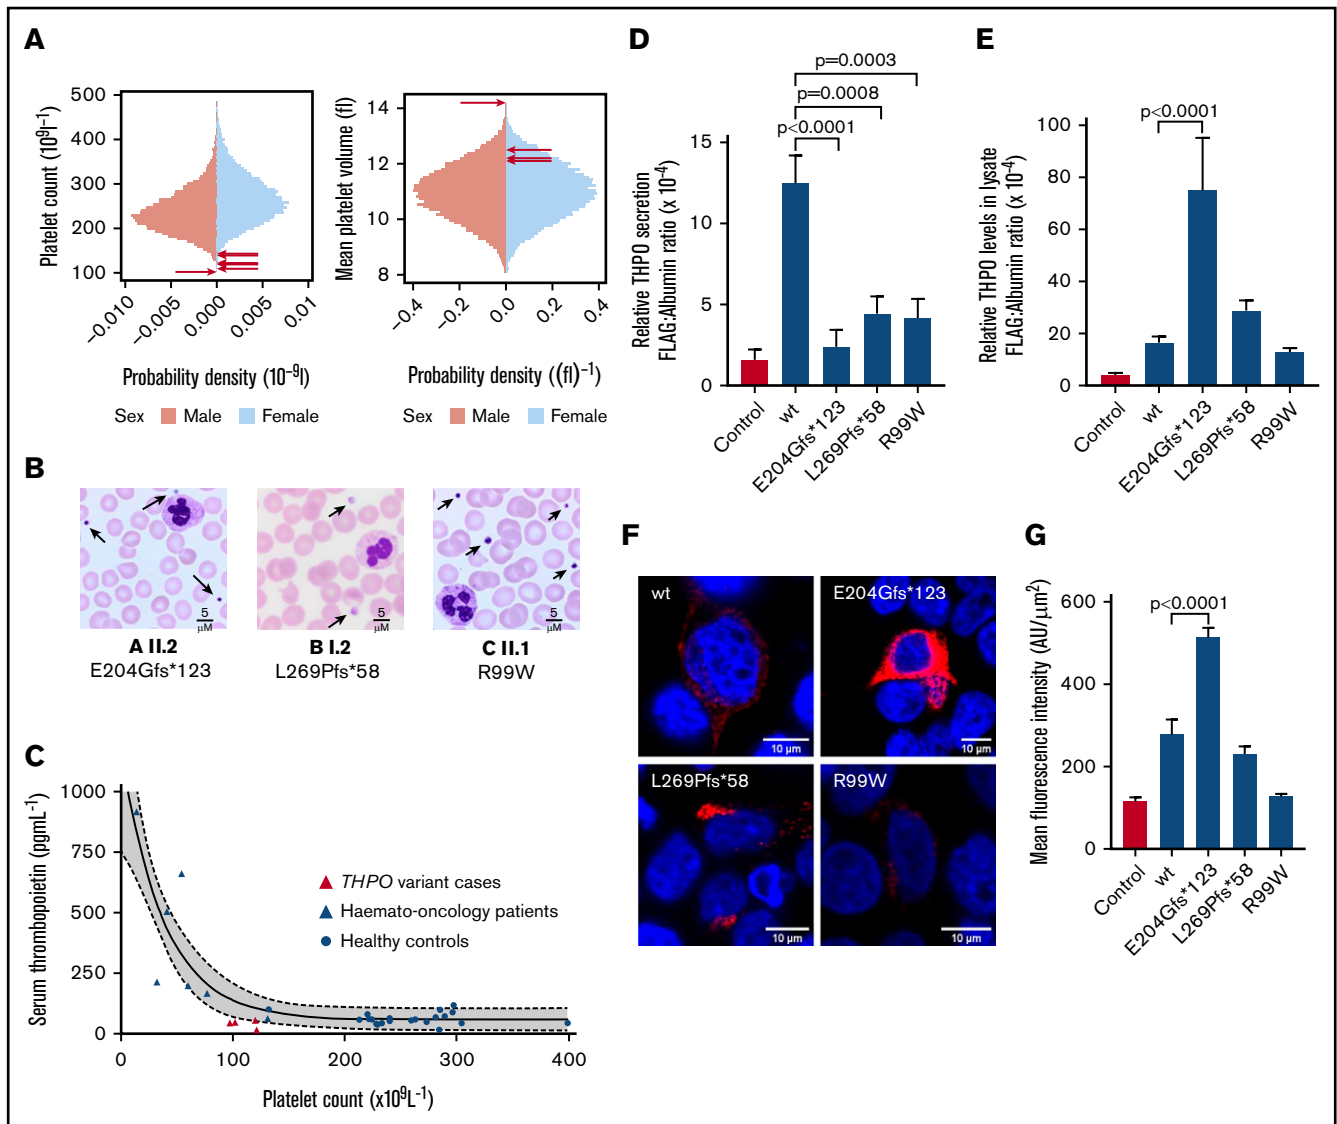 A
Platelet count (10⁹l⁻¹)
500
400
300
200
100
−0.010
−0.005
0.000
0.005
0.01
Probability density (10⁻⁹l)
Sex Male Female
Mean platelet volume (fl)
14
12
10
8
−0.4
−0.2
0.0
0.2
0.4
Probability density ((fl)⁻¹)
Sex Male Female
B
5
µM
A II.2
E204Gfs*123
5
µM
B I.2
L269Pfs*58
5
µM
C II.1
R99W
C
Serum thrombopoietin (pgmL⁻¹)
1000
750
500
250
0
THPO variant cases
Haemato-oncology patients
Healthy controls
0 100 200 300 400
Platelet count (x10⁹L⁻¹)
D
p=0.0003
p=0.0008
p<0.0001
Relative THPO secretion
FLAG:Albumin ratio (x 10⁻⁴)
15
10
5
0
Control
wt
E204Gfs*123
L269Pfs*58
R99W
E
p<0.0001
Relative THPO levels in lysate
FLAG:Albumin ratio (x 10⁻⁴)
100
80
60
40
20
0
Control
wt
E204Gfs*123
L269Pfs*58
R99W
F
wt
10 µm
E204Gfs*123
10 µm
L269Pfs*58
10 µm
R99W
10 µm
G
p<0.0001
Mean fluorescence intensity (AU/µm²)
600
400
200
0
Control
wt
E204Gfs*123
L269Pfs*58
R99W